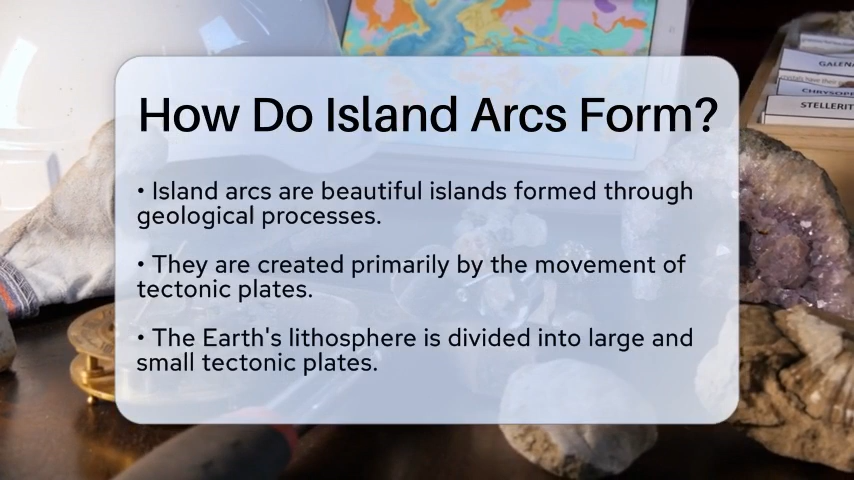 How Do Island Arcs Form?
• Island arcs are beautiful islands formed through
geological processes.
• They are created primarily by the movement of
tectonic plates.
• The Earth's lithosphere is divided into large and
small tectonic plates.
GALENA
CHRYSOPE
STELLERIT